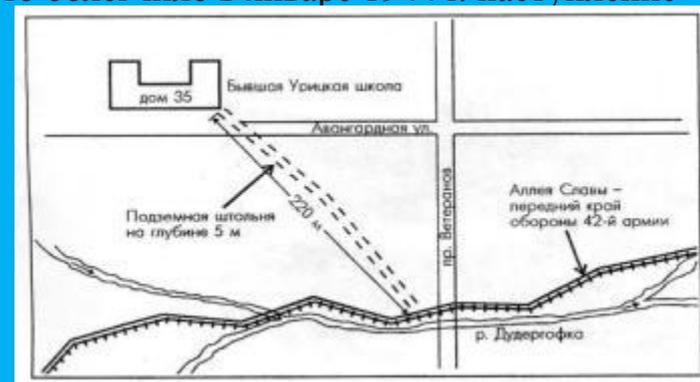 Бывшая Урицкая школа
дом 35
Авангардная ул.
Подземная штольня
на глубине 5 м
220 м
пр. Ветеранов
Аллея Славы –
передний край
обороны 42-й армии
р. Дудергофка